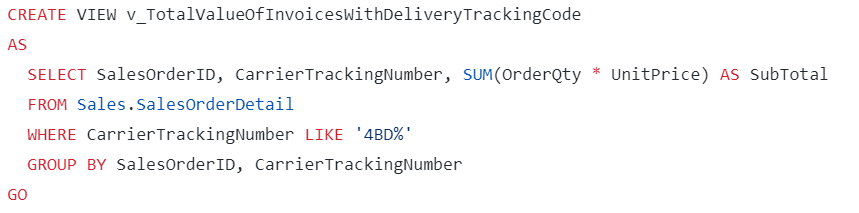 CREATE VIEW v_TotalValueOfInvoicesWithDeliveryTrackingCode
AS
  SELECT SalesOrderID, CarrierTrackingNumber, SUM(OrderQty * UnitPrice) AS SubTotal
  FROM Sales.SalesOrderDetail
  WHERE CarrierTrackingNumber LIKE '4BD%'
  GROUP BY SalesOrderID, CarrierTrackingNumber
GO